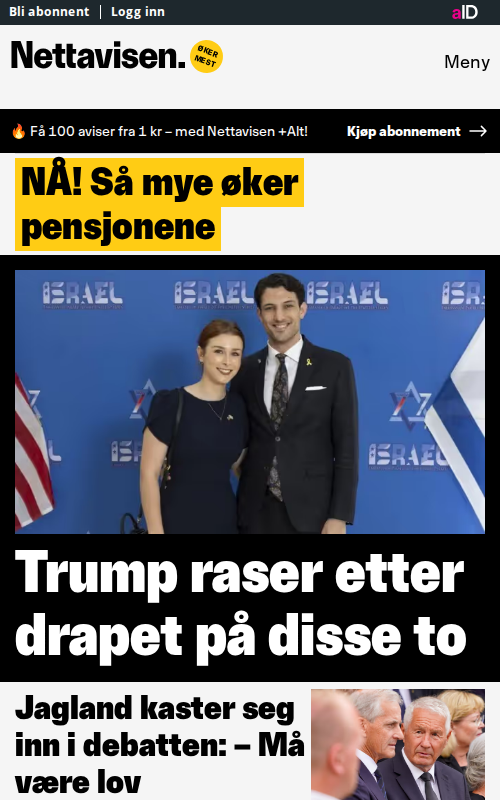 Bli abonnent | Logg inn
aID
Nettavisen.
ØKER
MEST
Meny
🔥 Få 100 aviser fra 1 kr – med Nettavisen +Alt!
Kjøp abonnement →
NÅ! Så mye øker
pensjonene
ISRAEL ISRAEL ISRAEL ISR
ISRAEL
Trump raser etter
drapet på disse to
Jagland kaster seg
inn i debatten: – Må
være lov